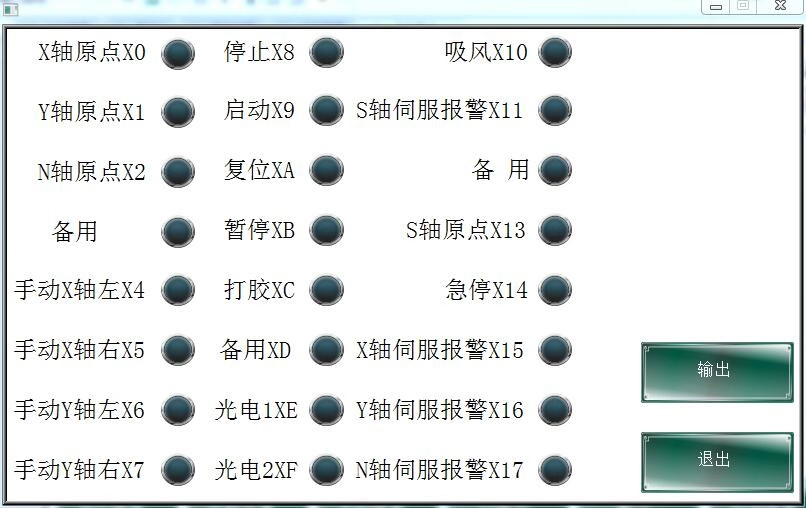 X轴原点X0 停止X8 吸风X10
Y轴原点X1 启动X9 S轴伺服报警X11
N轴原点X2 复位XA 备 用
备用 暂停XB S轴原点X13
手动X轴左X4 打胶XC 急停X14
手动X轴右X5 备用XD X轴伺服报警X15
输出
手动Y轴左X6 光电1XE Y轴伺服报警X16
手动Y轴右X7 光电2XF N轴伺服报警X17
退出